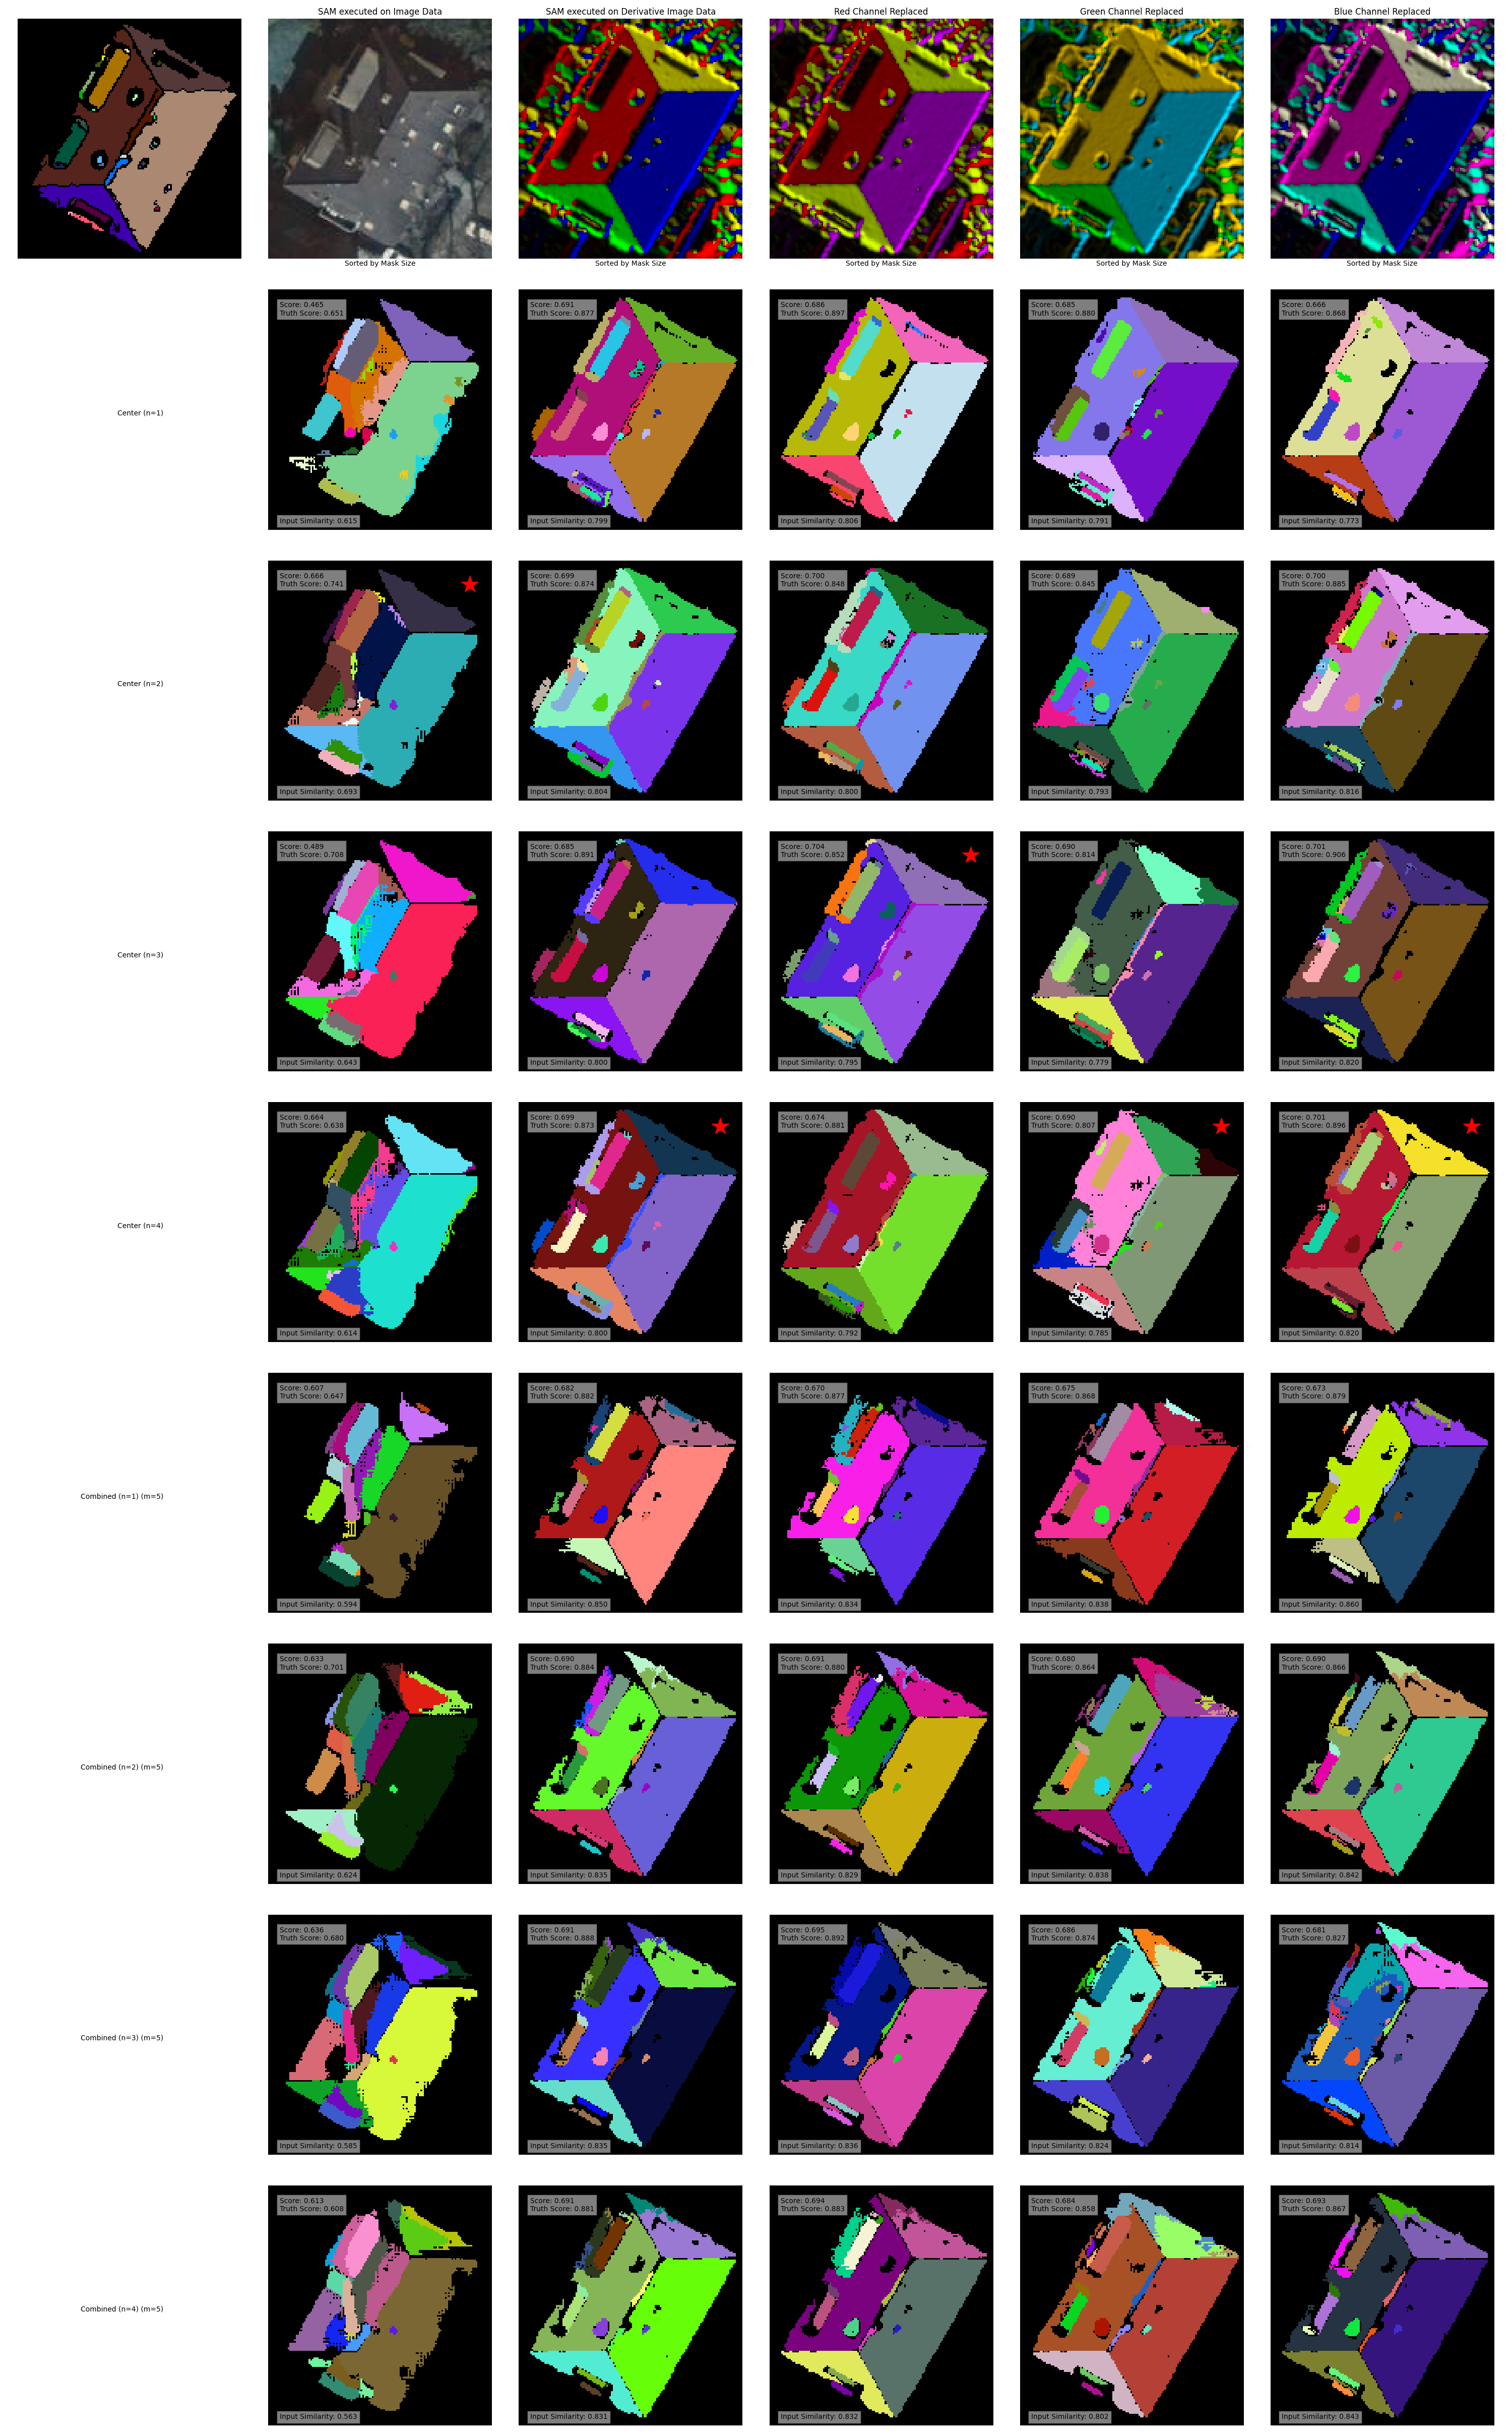 SAM executed on Image Data
SAM executed on Derivative Image Data
Red Channel Replaced
Green Channel Replaced
Blue Channel Replaced
Sorted by Mask Size
Sorted by Mask Size
Sorted by Mask Size
Sorted by Mask Size
Sorted by Mask Size
Center (n=1)
Score: 0.465
Truth Score: 0.651
Input Similarity: 0.615
Score: 0.691
Truth Score: 0.877
Input Similarity: 0.799
Score: 0.686
Truth Score: 0.897
Input Similarity: 0.806
Score: 0.685
Truth Score: 0.880
Input Similarity: 0.791
Score: 0.666
Truth Score: 0.868
Input Similarity: 0.773
Center (n=2)
Score: 0.666
Truth Score: 0.741
Input Similarity: 0.693
Score: 0.699
Truth Score: 0.874
Input Similarity: 0.804
Score: 0.700
Truth Score: 0.848
Input Similarity: 0.800
Score: 0.689
Truth Score: 0.845
Input Similarity: 0.793
Score: 0.700
Truth Score: 0.885
Input Similarity: 0.816
Center (n=3)
Score: 0.489
Truth Score: 0.708
Input Similarity: 0.643
Score: 0.685
Truth Score: 0.891
Input Similarity: 0.800
Score: 0.704
Truth Score: 0.852
Input Similarity: 0.795
Score: 0.690
Truth Score: 0.814
Input Similarity: 0.779
Score: 0.701
Truth Score: 0.906
Input Similarity: 0.820
Center (n=4)
Score: 0.664
Truth Score: 0.638
Input Similarity: 0.614
Score: 0.699
Truth Score: 0.873
Input Similarity: 0.800
Score: 0.674
Truth Score: 0.881
Input Similarity: 0.792
Score: 0.690
Truth Score: 0.807
Input Similarity: 0.785
Score: 0.701
Truth Score: 0.896
Input Similarity: 0.820
Combined (n=1) (m=5)
Score: 0.607
Truth Score: 0.647
Input Similarity: 0.594
Score: 0.682
Truth Score: 0.882
Input Similarity: 0.850
Score: 0.670
Truth Score: 0.877
Input Similarity: 0.834
Score: 0.675
Truth Score: 0.868
Input Similarity: 0.838
Score: 0.673
Truth Score: 0.879
Input Similarity: 0.860
Combined (n=2) (m=5)
Score: 0.633
Truth Score: 0.701
Input Similarity: 0.624
Score: 0.690
Truth Score: 0.884
Input Similarity: 0.835
Score: 0.691
Truth Score: 0.880
Input Similarity: 0.829
Score: 0.680
Truth Score: 0.864
Input Similarity: 0.838
Score: 0.690
Truth Score: 0.866
Input Similarity: 0.842
Combined (n=3) (m=5)
Score: 0.636
Truth Score: 0.680
Input Similarity: 0.585
Score: 0.691
Truth Score: 0.888
Input Similarity: 0.835
Score: 0.695
Truth Score: 0.892
Input Similarity: 0.836
Score: 0.686
Truth Score: 0.874
Input Similarity: 0.824
Score: 0.681
Truth Score: 0.827
Input Similarity: 0.814
Combined (n=4) (m=5)
Score: 0.613
Truth Score: 0.608
Input Similarity: 0.563
Score: 0.691
Truth Score: 0.881
Input Similarity: 0.831
Score: 0.694
Truth Score: 0.883
Input Similarity: 0.832
Score: 0.684
Truth Score: 0.858
Input Similarity: 0.802
Score: 0.693
Truth Score: 0.867
Input Similarity: 0.843